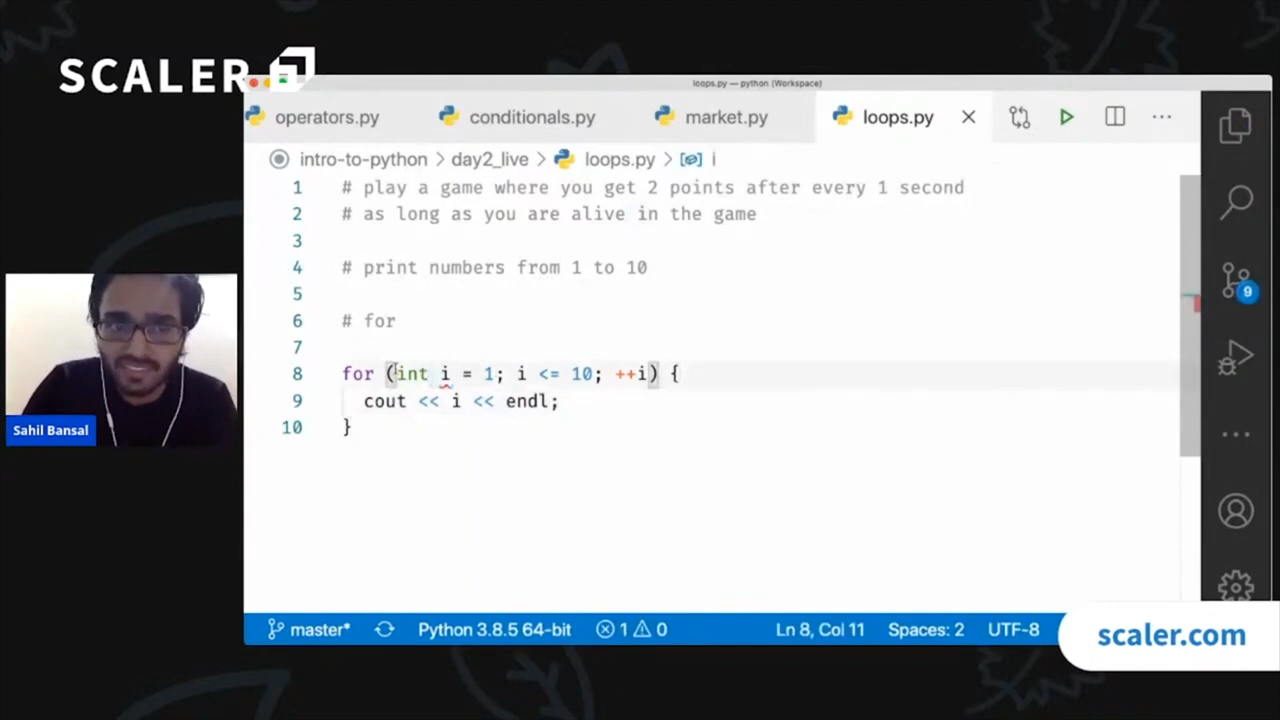 SCALER
loops.py — python (Workspace)
operators.py conditionals.py market.py loops.py
intro-to-python > day2_live > loops.py > i
1 # play a game where you get 2 points after every 1 second
2 # as long as you are alive in the game
3
4 # print numbers from 1 to 10
5
6 # for
7
8 for (int i = 1; i <= 10; ++i) {
9 cout << i << endl;
10 }
9
Sahil Bansal
master* Python 3.8.5 64-bit 1 0 Ln 8, Col 11 Spaces: 2 UTF-8
scaler.com